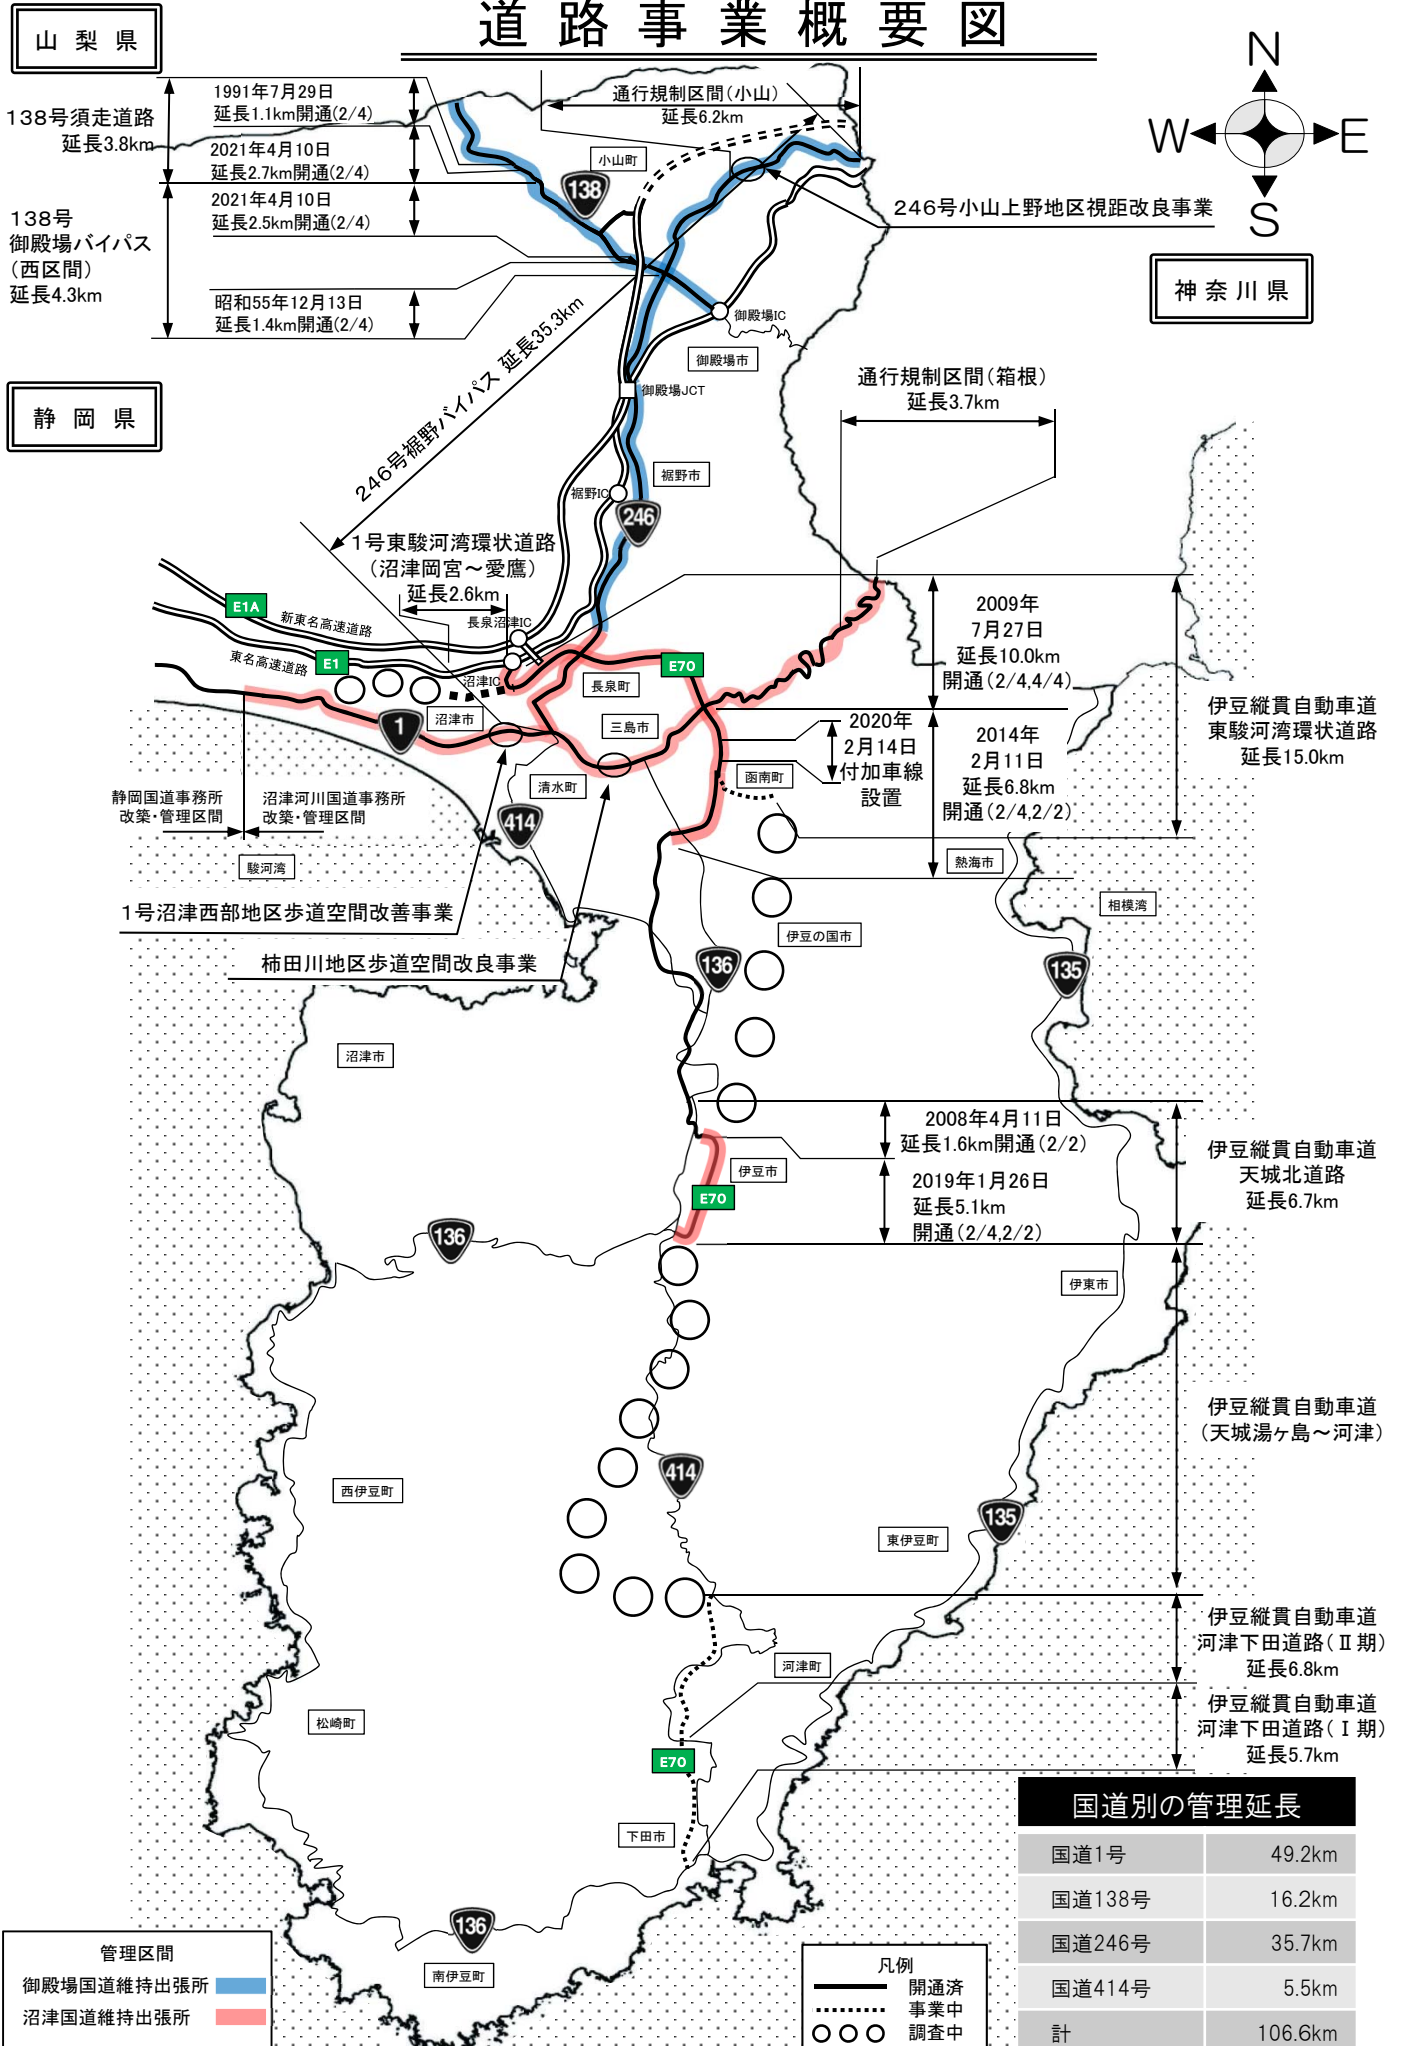 道路事業概要図
山梨県
N
W
E
S
138号須走道路
延長3.8km
1991年7月29日
延長1.1km開通(2/4)
2021年4月10日
延長2.7km開通(2/4)
2021年4月10日
延長2.5km開通(2/4)
138号
御殿場バイパス
(西区間)
延長4.3km
昭和55年12月13日
延長1.4km開通(2/4)
通行規制区間(小山)
延長6.2km
小山町
138
246号小山上野地区視距改良事業
神奈川県
御殿場IC
御殿場市
御殿場JCT
246号裾野バイパス 延長35.3km
静岡県
通行規制区間(箱根)
延長3.7km
裾野市
裾野IC
246
1号東駿河湾環状道路
(沼津岡宮~愛鷹)
延長2.6km
E1A
新東名高速道路
長泉沼津IC
東名高速道路
E1
沼津IC
E70
長泉町
沼津市
1
三島市
清水町
函南町
2009年
7月27日
延長10.0km
開通(2/4,4/4)
2020年
2月14日
付加車線
設置
2014年
2月11日
延長6.8km
開通(2/4,2/2)
伊豆縦貫自動車道
東駿河湾環状道路
延長15.0km
静岡国道事務所
改築・管理区間
沼津河川国道事務所
改築・管理区間
414
駿河湾
熱海市
相模湾
1号沼津西部地区歩道空間改善事業
柿田川地区歩道空間改良事業
伊豆の国市
136
135
沼津市
2008年4月11日
延長1.6km開通(2/2)
2019年1月26日
延長5.1km
開通(2/4,2/2)
伊豆縦貫自動車道
天城北道路
延長6.7km
伊豆市
E70
136
伊東市
伊豆縦貫自動車道
(天城湯ヶ島~河津)
西伊豆町
414
135
東伊豆町
伊豆縦貫自動車道
河津下田道路(Ⅱ期)
延長6.8km
河津町
伊豆縦貫自動車道
河津下田道路(Ⅰ期)
延長5.7km
松崎町
E70
下田市
136
南伊豆町
国道別の管理延長
国道1号 49.2km
国道138号 16.2km
国道246号 35.7km
国道414号 5.5km
計 106.6km
管理区間
御殿場国道維持出張所
沼津国道維持出張所
凡例
開通済
事業中
調査中